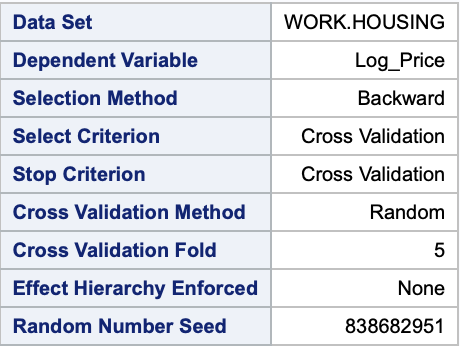 Data Set WORK.HOUSING
Dependent Variable Log_Price
Selection Method Backward
Select Criterion Cross Validation
Stop Criterion Cross Validation
Cross Validation Method Random
Cross Validation Fold 5
Effect Hierarchy Enforced None
Random Number Seed 838682951